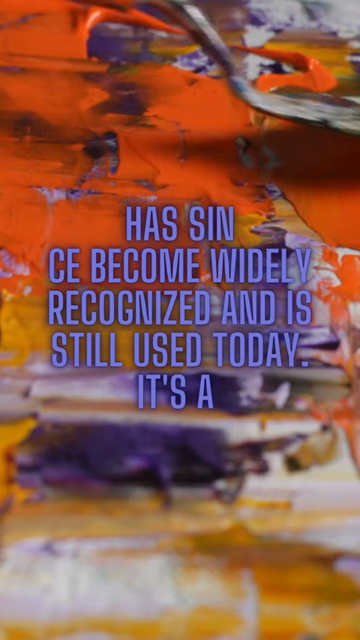 HAS SIN
CE BECOME WIDELY
RECOGNIZED AND IS
STILL USED TODAY.
IT'S A